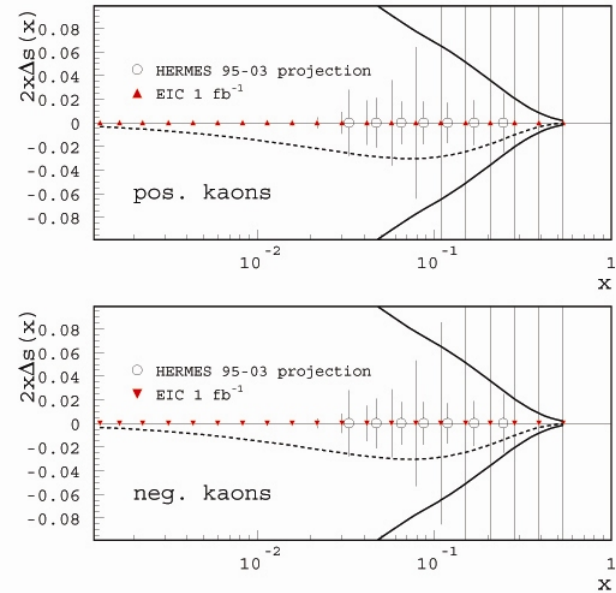 2xΔs(x)
0.08
0.06
0.04
0.02
0
-0.02
-0.04
-0.06
-0.08
HERMES 95-03 projection
EIC 1 fb⁻¹
pos. kaons
10⁻² 10⁻¹ 1
x
2xΔs(x)
0.08
0.06
0.04
0.02
0
-0.02
-0.04
-0.06
-0.08
HERMES 95-03 projection
EIC 1 fb⁻¹
neg. kaons
10⁻² 10⁻¹ 1
x